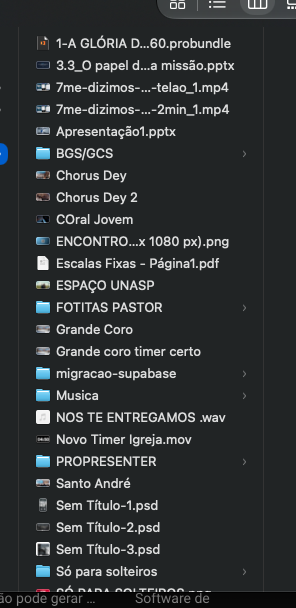 1-A GLÓRIA D...60.probundle
3.3_O papel d...a missão.pptx
7me-dizimos-...-telao_1.mp4
7me-dizimos-...-2min_1.mp4
Apresentação1.pptx
BGS/GCS
Chorus Dey
Chorus Dey 2
COral Jovem
ENCONTRO...x 1080 px).png
Escalas Fixas - Página1.pdf
ESPAÇO UNASP
FOTITAS PASTOR
Grande Coro
Grande coro timer certo
migracao-supabase
Musica
NOS TE ENTREGAMOS .wav
Novo Timer Igreja.mov
PROPRESENTER
Santo André
Sem Título-1.psd
Sem Título-2.psd
Sem Título-3.psd
Só para solteiros
SÓ PARA SOLTEIROS.png
ão pode gerar ... Software de